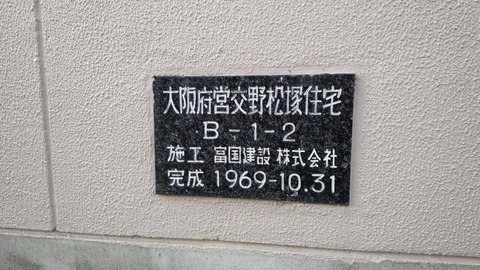 大阪府営交野松塚住宅
B-1-2
施工 富国建設 株式会社
完成 1969-10.31